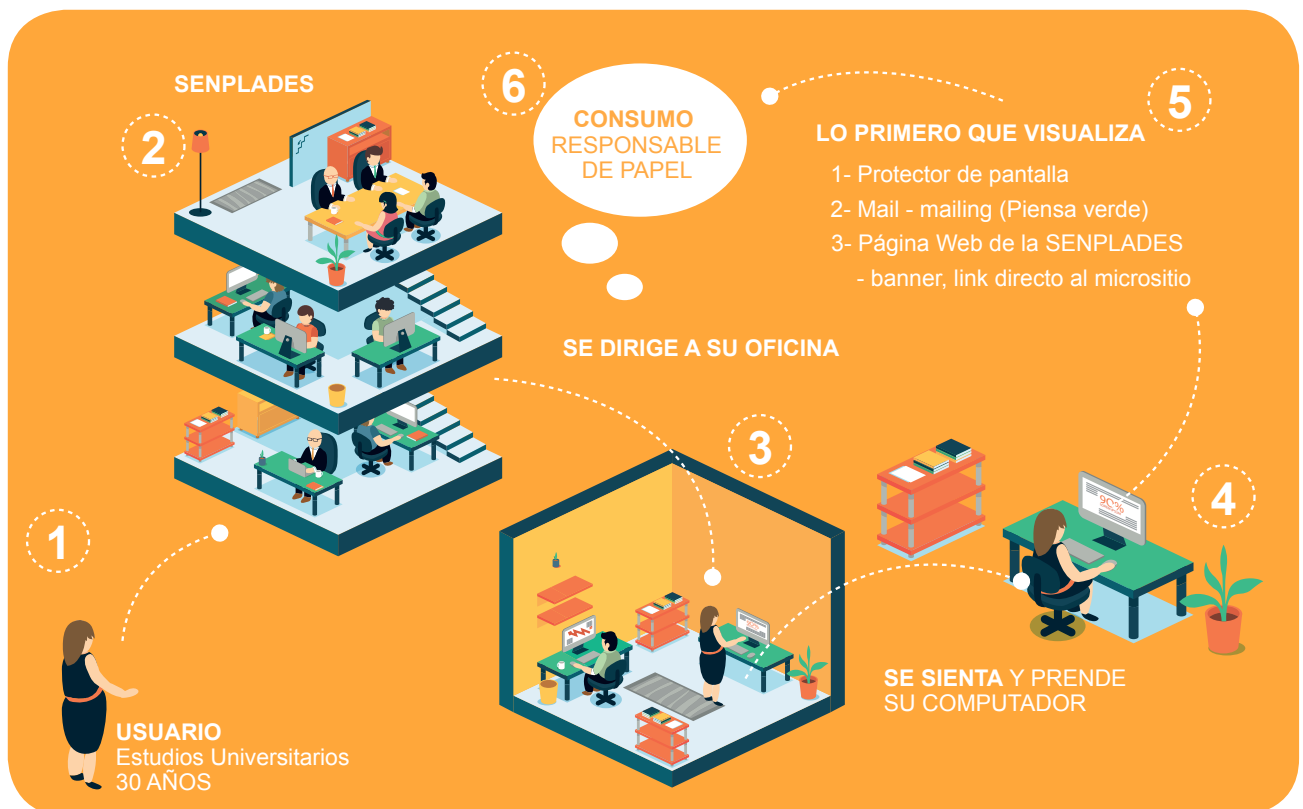 1
USUARIO
Estudios Universitarios
30 AÑOS
2
SENPLADES
3
SE DIRIGE A SU OFICINA
4
SE SIENTA Y PRENDE
SU COMPUTADOR
90%
5
LO PRIMERO QUE VISUALIZA
1- Protector de pantalla
2- Mail - mailing (Piensa verde)
3- Página Web de la SENPLADES
- banner, link directo al micrositio
6
CONSUMO
RESPONSABLE
DE PAPEL